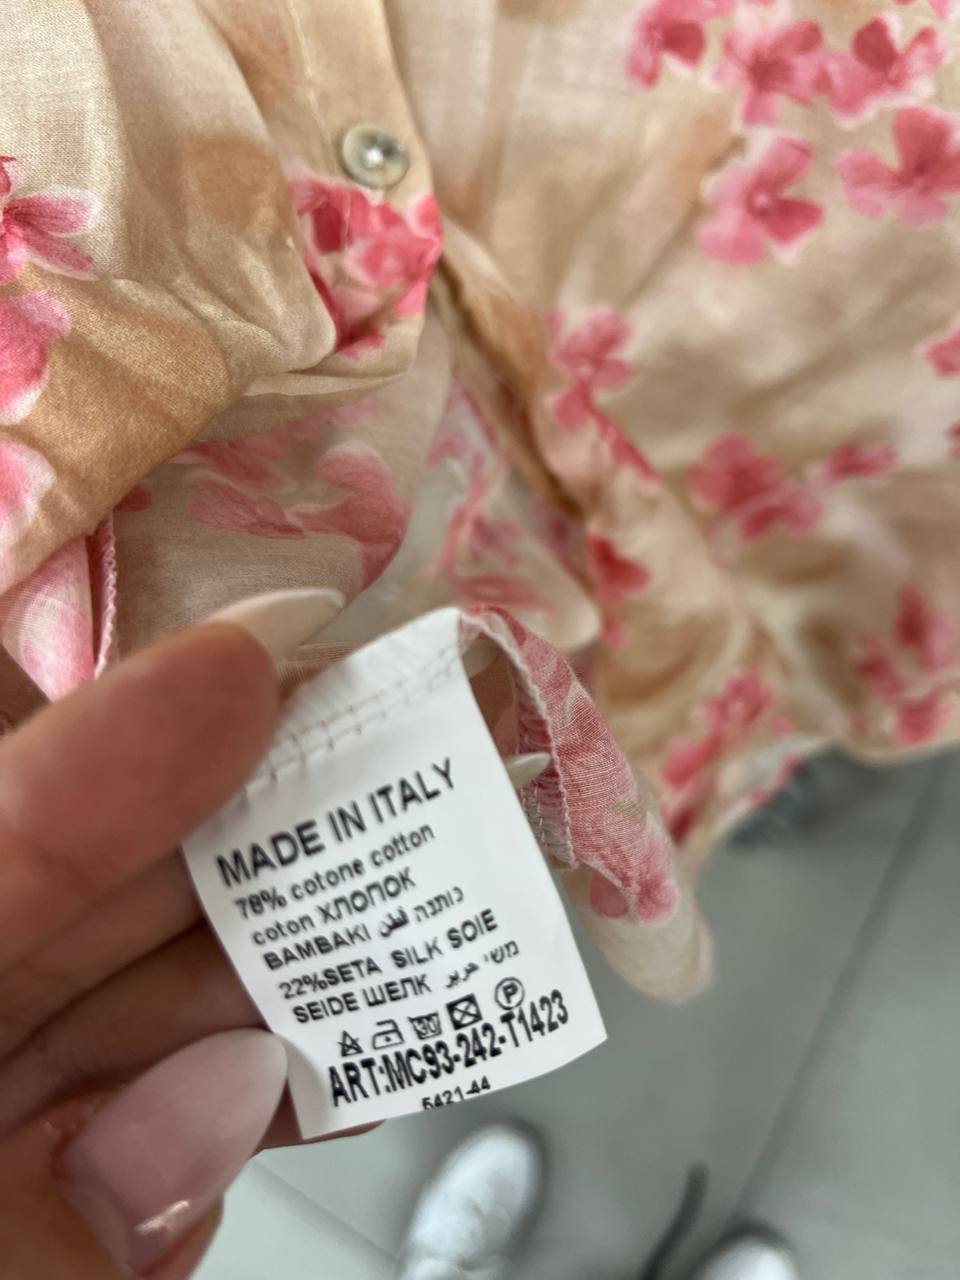 MADE IN ITALY
78% cotone cotton
coton ХЛОПОК
BAMBAKI قطن כותנה
22%SETA SILK SOIE
SEIDE ШЕЛК حرير משי
30 P
ART:MC93-242-T1423
5421-44